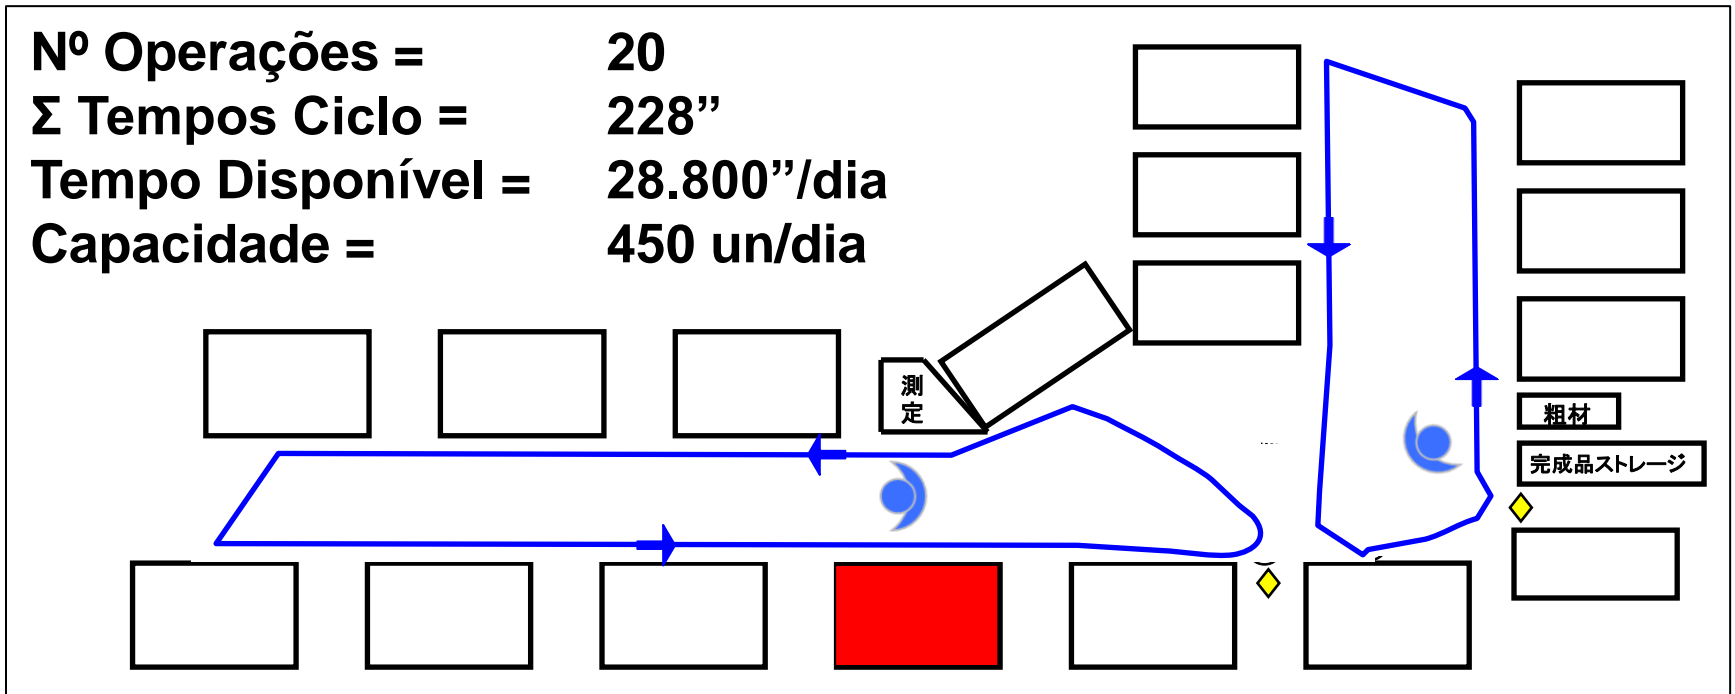 Nº Operações = 20
Σ Tempos Ciclo = 228”
Tempo Disponível = 28.800”/dia
Capacidade = 450 un/dia
測
定
粗材
完成品ストレージ